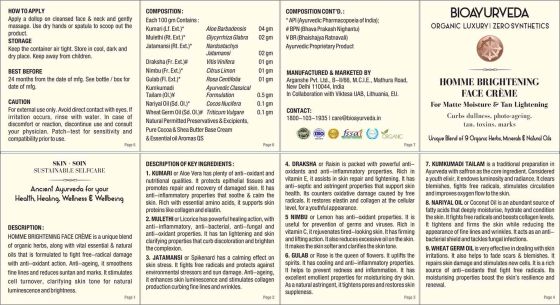 HOW TO APPLY
Apply a dollop on cleansed face & neck and gently
massage. Use dry hands or spatula to scoop out the
product.
STORAGE
Keep the container air tight. Store in cool, dark and
dry place. Keep away from children.
BEST BEFORE
24 months from the date of mfg. See bottle / box for
date of mfg.
CAUTION
For external use only. Avoid direct contact with eyes. If
irritation occurs, rinse with water. In case of
discomfort or reaction, discontinue use and consult
your physician. Patch-test for sensitivity and
compatibility prior to use.
Page 5
COMPOSITION :
Each 100 gm Contains :
Kumari (Lf. Ext.)* Aloe Barbadensis 04 gm
Mulethi (Rt. Ext.)* Glycyrrhiza Glabra 02 gm
Jatamansi (Rt. Ext.)* Nardostachys
Jatamansi 02 gm
Draksha (Fr. Ext.)# Vitis Vinifera 01 gm
Nimbu (Fr. Ext.)* Citrus Limon 01 gm
Gulab (Fl. Ext.)* Rosa Centifolia 01 gm
Kumkumadi Ayurvedic Classical
Tailam (Ol.)¥ Formulation 0.5 gm
Nariyal Oil (Sd. Ol.)* Cocos Nucifera 0.1 gm
Wheat Germ Oil (Sd. Ol.)# Triticum Vulgare 0.1 gm
Natural Permitted Preservatives & Excipients,
Pure Cocoa & Shea Butter Base Cream
& Essential oil Aromas QS
Page 6
COMPOSITION CONT'D. :
* API (Ayurvedic Pharmacopoeia of India);
# BPN (Bhava Prakash Nighantu)
¥ BR (Bhaishajya Ratnavali)
Ayurvedic Proprietary Product
MANUFACTURED & MARKETED BY
Arganshe Pvt. Ltd., B-II/66, M.C.I.E., Mathura Road,
New Delhi 110044, India
In Collaboration with Viktesa UAB, Lithuania, EU.
CONTACT:
1800-103-1935 | care@bioayurveda.in
fssai
ORGANIC
Page 7
BIOAYURVEDA
ORGANIC LUXURY | ZERO SYNTHETICS
HOMME BRIGHTENING
FACE CRÈME
For Matte Moisture & Tan Lightening
Curbs dullness, photo-ageing,
tan, toxins, marks
Unique Blend of 9 Organic Herbs, Minerals & Natural Oils
SKIN · SOIN
SUSTAINABLE SELFCARE
Ancient Ayurveda for your
Health, Healing, Wellness & Wellbeing
DESCRIPTION :
HOMME BRIGHTENING FACE CRÈME is a unique blend
of organic herbs, along with vital essential & natural
oils that is formulated to fight free-radical damage
with anti-oxidant action. Anti-ageing, it smoothens
fine lines and reduces suntan and marks. It stimulates
cell turnover, clarifying skin tone for natural
luminescence & brightness.
Page 1
DESCRIPTION OF KEY INGREDIENTS :
1. KUMARI or Aloe Vera has plenty of anti-oxidant and
nutritional qualities. It protects epithelial tissues and
promotes repair and recovery of damaged skin. It has
anti-inflammatory properties that soothe & calm the
skin. Rich with essential amino acids, it supports skin
proteins like collagen and elastin.
2. MULETHI or Licorice has powerful healing action, with
anti-inflammatory, anti-bacterial, anti-fungal and
anti-oxidant properties. It has tan lightening and skin
clarifying properties that curb discoloration and brighten
the complexion.
3. JATAMANSI or Spikenard has a calming effect on
skin stress. It fights free radicals and protects against
environmental stressors and sun damage. Anti-ageing,
it enhances skin luminescence and stimulates collagen
production curbing fine lines and wrinkles.
Page 2
4. DRAKSHA or Raisin is packed with powerful anti-
oxidants and anti-inflammatory properties. Rich in
vitamin E, it assists in skin repair and tightening. It has
anti-septic and astringent properties that support skin
health. Its counters oxidative damage caused by free
radicals. It restores elastin and collagen at the cellular
level, for a youthful appearance.
5 NIMBU or Lemon has anti-oxidant properties. It is
useful for prevention of germs and viruses. Rich in
vitamin C, it rejuvenates tired-looking skin. It has firming
and lifting action. It also reduces excessive oil on the skin.
It makes the skin softer and clarifies the skin tone.
6. GULAB or Rose is the queen of flowers. It uplifts the
spirits. It has cooling and anti-inflammatory properties.
It helps to prevent redness and inflammation. It has
excellent emollient properties for moisturizing dry skin.
As a natural astringent, it tightens pores and restores skin
suppleness.
Page 3
7. KUMKUMADI TAILAM is a traditional preparation in
Ayurveda with saffron as the core ingredient. Considered
a youth elixir, it endows luminosity and radiance. It clears
blemishes, fights free radicals, stimulates circulation
and improves oxygen flow to the skin.
8. NARIYAL OIL or Coconut Oil is an abundant source of
fatty acids that deeply moisturise, hydrate and condition
the skin. It fights free radicals and boosts collagen levels.
It tightens and firms the skin while reducing the
appearance of fine lines and wrinkles. It acts as an anti-
bacterial shield and tackles fungal infections.
9. WHEAT GERM OIL is very effective in dealing with skin
irritations. It also helps to fade scars & blemishes. It
repairs skin damage and stimulates new cells. It is a rich
source of anti-oxidants that fight free radicals. Its
moisturising properties boost the skin's resilience and
renewal.